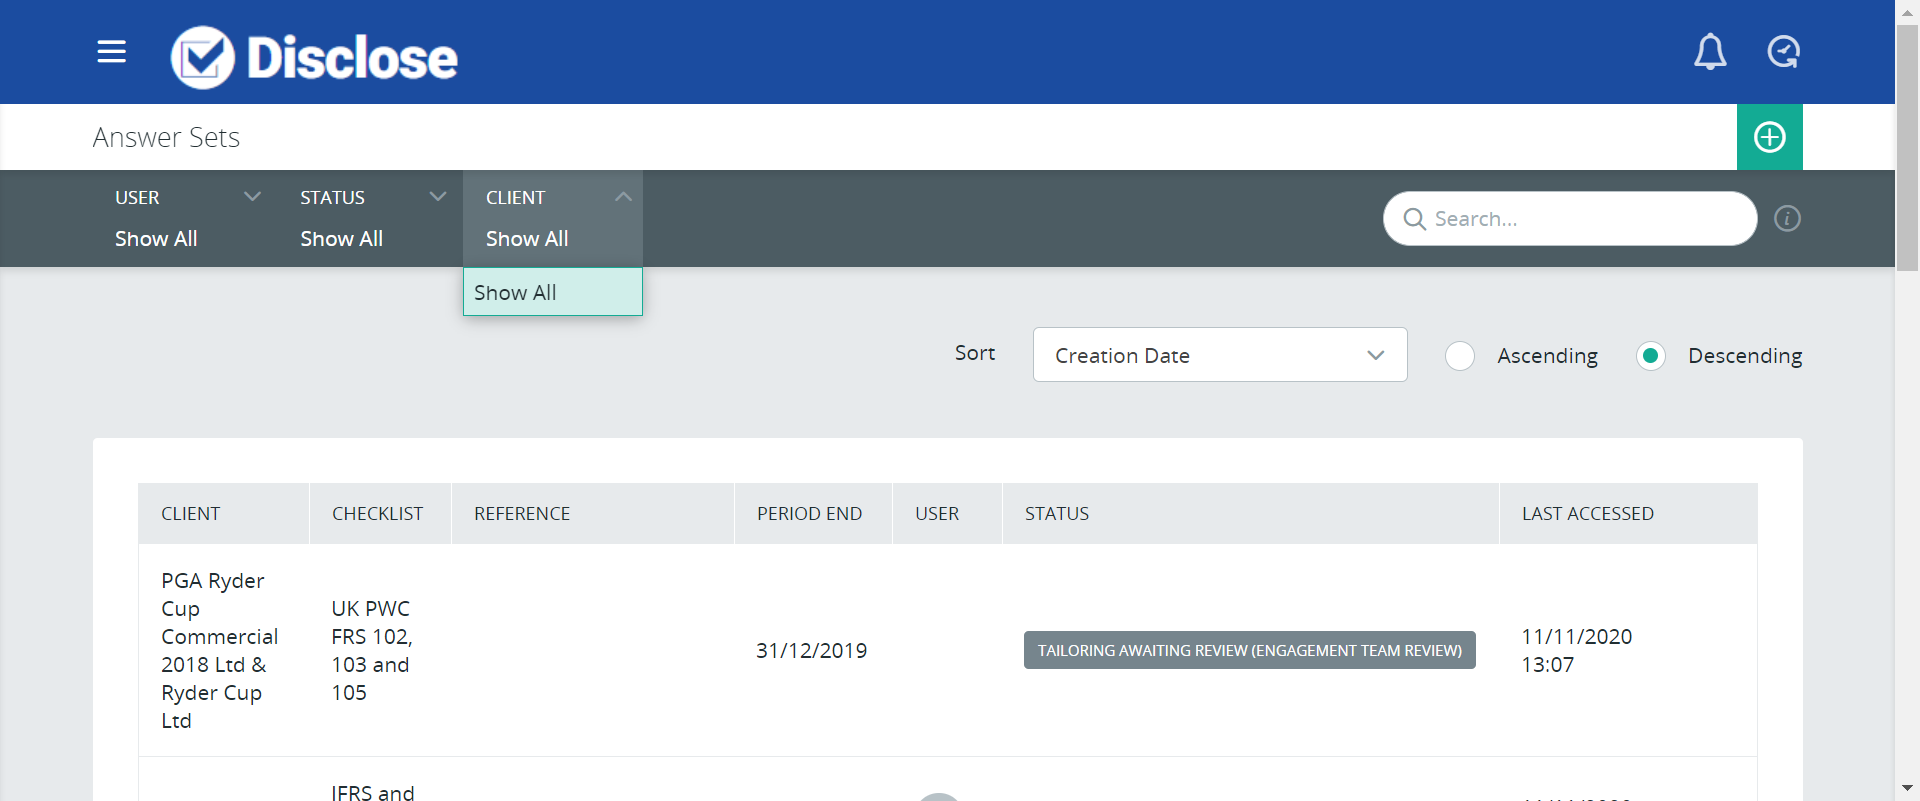 Disclose
Answer Sets
USER
Show All
STATUS
Show All
CLIENT
Show All
Search...
Show All
Sort
Creation Date
Ascending
Descending
CLIENT
CHECKLIST
REFERENCE
PERIOD END
USER
STATUS
LAST ACCESSED
PGA Ryder
Cup
Commercial
2018 Ltd &
Ryder Cup
Ltd
UK PWC
FRS 102,
103 and
105
31/12/2019
TAILORING AWAITING REVIEW (ENGAGEMENT TEAM REVIEW)
11/11/2020
13:07
IFRS and